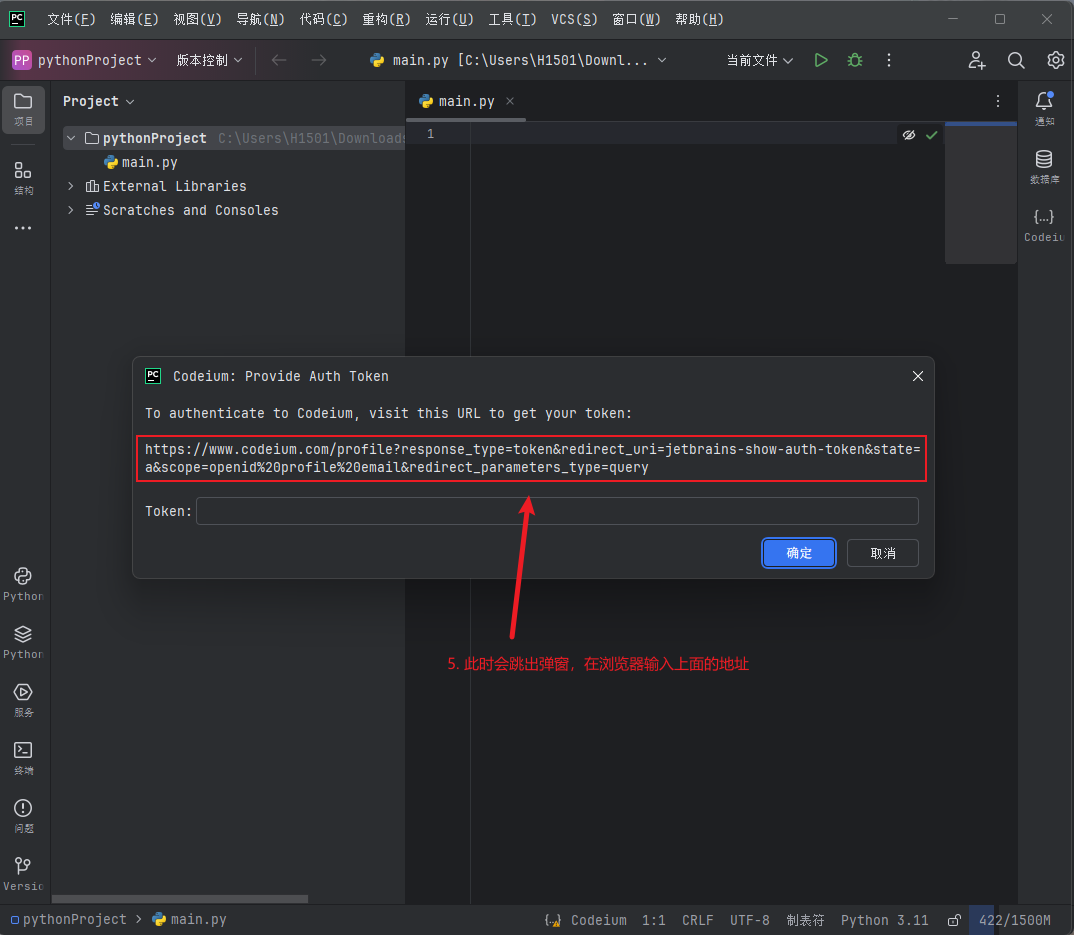 PC 文件(F) 编辑(E) 视图(V) 导航(N) 代码(C) 重构(R) 运行(U) 工具(T) VCS(S) 窗口(W) 帮助(H)
PP pythonProject 版本控制 main.py [C:\Users\H1501\Downl... 当前文件
项目
结构
Project
pythonProject C:\Users\H1501\Downloads
main.py
External Libraries
Scratches and Consoles
main.py
1
通知
数据库
{...}
Codeiu
PC Codeium: Provide Auth Token
To authenticate to Codeium, visit this URL to get your token:
https://www.codeium.com/profile?response_type=token&redirect_uri=jetbrains-show-auth-token&state=
a&scope=openid%20profile%20email&redirect_parameters_type=query
Token:
确定 取消
5. 此时会跳出弹窗，在浏览器输入上面的地址
Python
Python
服务
终端
问题
Versic
pythonProject > main.py {...} Codeium 1:1 CRLF UTF-8 制表符 Python 3.11 422/1500M